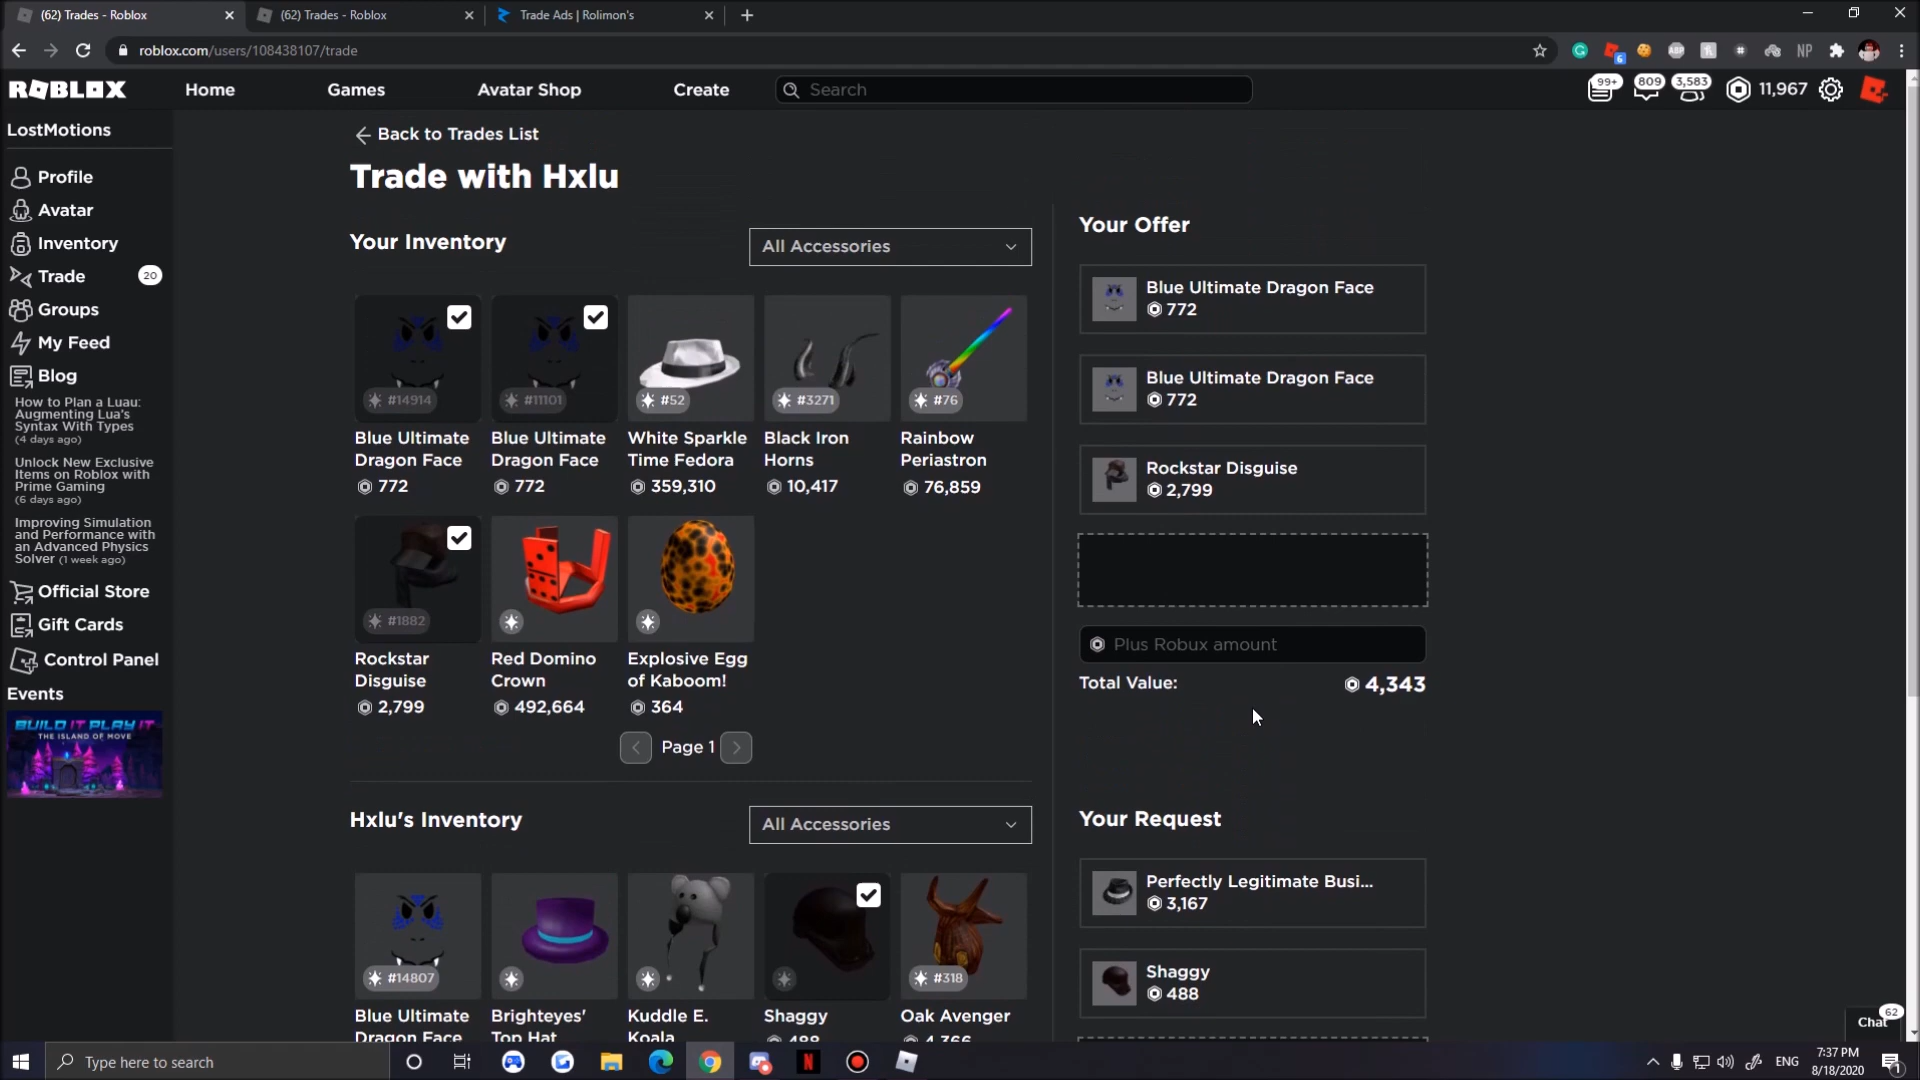 (62) Trades - Roblox
(62) Trades - Roblox
Trade Ads | Rolimon's
roblox.com/users/108438107/trade
6
ABP
NP
ROBLOX
Home
Games
Avatar Shop
Create
Search
99+
809
3,583
11,967
LostMotions
Profile
Avatar
Inventory
Trade
20
Groups
My Feed
Blog
How to Plan a Luau:
Augmenting Lua's
Syntax With Types
(4 days ago)
Unlock New Exclusive
Items on Roblox with
Prime Gaming
(6 days ago)
Improving Simulation
and Performance with
an Advanced Physics
Solver (1 week ago)
Official Store
Gift Cards
Control Panel
Events
BUILD IT PLAY IT
THE ISLAND OF MOVE
Back to Trades List
Trade with Hxlu
Your Inventory
All Accessories
#14914
#11101
#52
#3271
#76
Blue Ultimate
Dragon Face
772
Blue Ultimate
Dragon Face
772
White Sparkle
Time Fedora
359,310
Black Iron
Horns
10,417
Rainbow
Periastron
76,859
#1882
Rockstar
Disguise
2,799
Red Domino
Crown
492,664
Explosive Egg
of Kaboom!
364
Page 1
Hxlu's Inventory
All Accessories
#14807
#318
Blue Ultimate
Dragon Face
Brighteyes'
Top Hat
Kuddle E.
Koala
Shaggy
488
Oak Avenger
4,366
Your Offer
Blue Ultimate Dragon Face
772
Blue Ultimate Dragon Face
772
Rockstar Disguise
2,799
Plus Robux amount
Total Value:
4,343
Your Request
Perfectly Legitimate Busi...
3,167
Shaggy
488
Chat
62
Type here to search
N
ENG
7:37 PM
8/18/2020
1